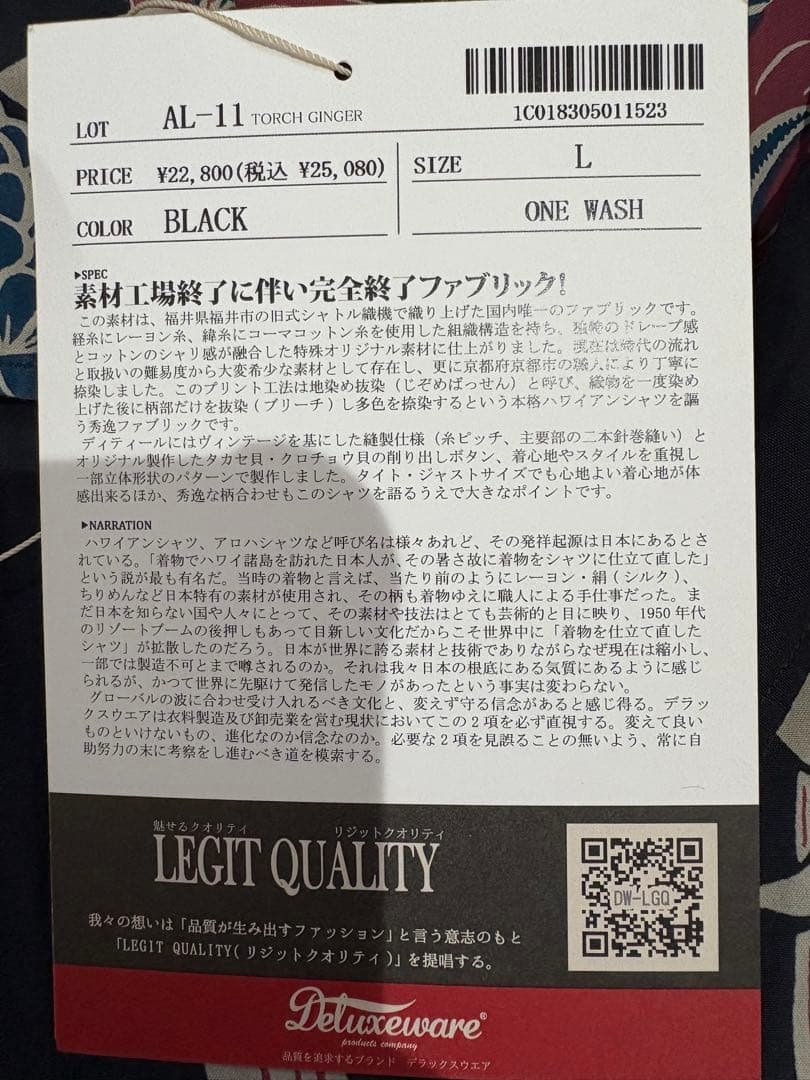 LOT AL-11 TORCH GINGER
1C018305011523
PRICE ¥22,800(税込 ¥25,080)
SIZE L
COLOR BLACK
ONE WASH
▶SPEC
素材工場終了に伴い完全終了ファブリック!
この素材は、福井県福井市の旧式シャトル織機で織り上げた国内唯一のファブリックです。
経糸にレーヨン糸、緯糸にコーマコットン糸を使用した組織構造を持ち、独特のドレープ感
とコットンのシャリ感が融合した特殊オリジナル素材に仕上がりました。現在は時代の流れ
と取扱いの難易度から大変希少な素材として存在し、更に京都府京都市の職人により丁寧に
捺染しました。このプリント工法は地染め抜染（じぞめばっせん）と呼び、織物を一度染め
上げた後に柄部だけを抜染(ブリーチ)し多色を捺染するという本格ハワイアンシャツを謳
う秀逸ファブリックです。
ディティールにはヴィンテージを基にした縫製仕様（糸ピッチ、主要部の二本針巻縫い）と
オリジナル製作したタカセ貝・クロチョウ貝の削り出しボタン、着心地やスタイルを重視し
一部立体形状のパターンで製作しました。タイト・ジャストサイズでも心地よい着心地が体
感出来るほか、秀逸な柄合わせもこのシャツを語るうえで大きなポイントです。
▶NARRATION
ハワイアンシャツ、アロハシャツなど呼び名は様々あれど、その発祥起源は日本にあるとさ
れている。「着物でハワイ諸島を訪れた日本人が、その暑さ故に着物をシャツに仕立て直した」
という説が最も有名だ。当時の着物と言えば、当たり前のようにレーヨン・絹(シルク)、
ちりめんなど日本特有の素材が使用され、その柄も着物ゆえに職人による手仕事だった。ま
だ日本を知らない国や人々にとって、その素材や技法はとても芸術的と目に映り、1950 年代
のリゾートブームの後押しもあって目新しい文化だからこそ世界中に「着物を仕立て直した
シャツ」が拡散したのだろう。日本が世界に誇る素材と技術でありながらなぜ現在は縮小し、
一部では製造不可とまで噂されるのか。それは我々日本の根底にある気質にあるように感じ
られるが、かつて世界に先駆けて発信したモノがあったという事実は変わらない。
グローバルの波に合わせ受け入れるべき文化と、変えず守る信念があると感じ得る。デラッ
クスウエアは衣料製造及び卸売業を営む現状においてこの2項を必ず直視する。変えて良い
ものといけないもの、進化なのか信念なのか。必要な2項を見誤ることの無いよう、常に自
助努力の末に考察をし進むべき道を模索する。
魅せるクオリティ リジットクオリティ
LEGIT QUALITY
DW-LGQ
我々の想いは「品質が生み出すファッション」と言う意志のもと
「LEGIT QUALITY(リジットクオリティ)」を提唱する。
Deluxeware®
products company
品質を追求するブランド デラックスウエア